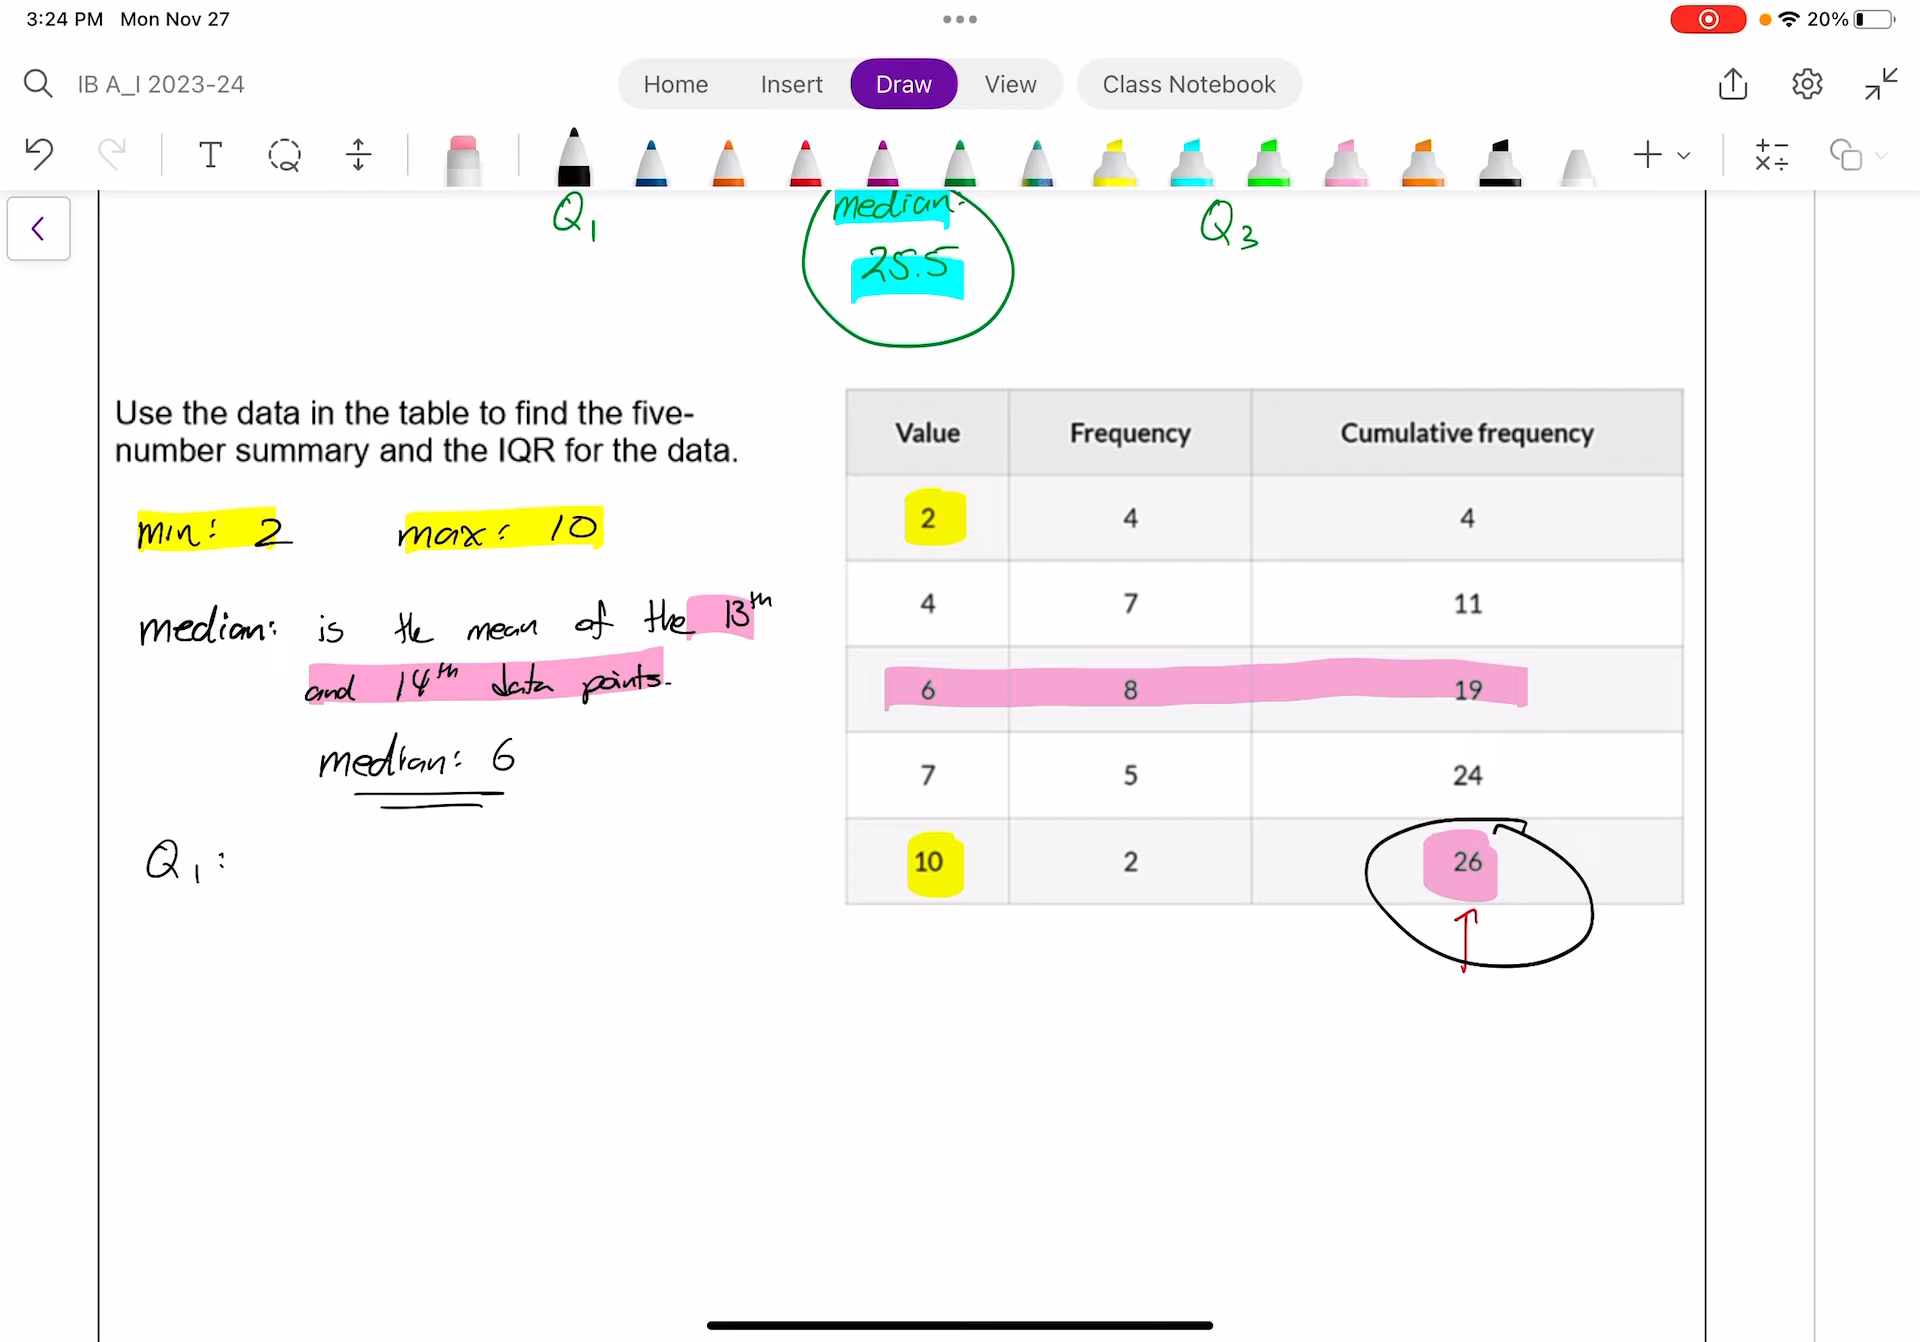 3:24 PM Mon Nov 27
20%
IB A_I 2023-24
Home Insert Draw View Class Notebook
T
Q1
median:
25.5
Q3
Use the data in the table to find the five-
number summary and the IQR for the data.
min: 2 max: 10
median: is the mean of the 13th
and 14th data points.
median: 6
Q1:
Value Frequency Cumulative frequency
2 4 4
4 7 11
6 8 19
7 5 24
10 2 26